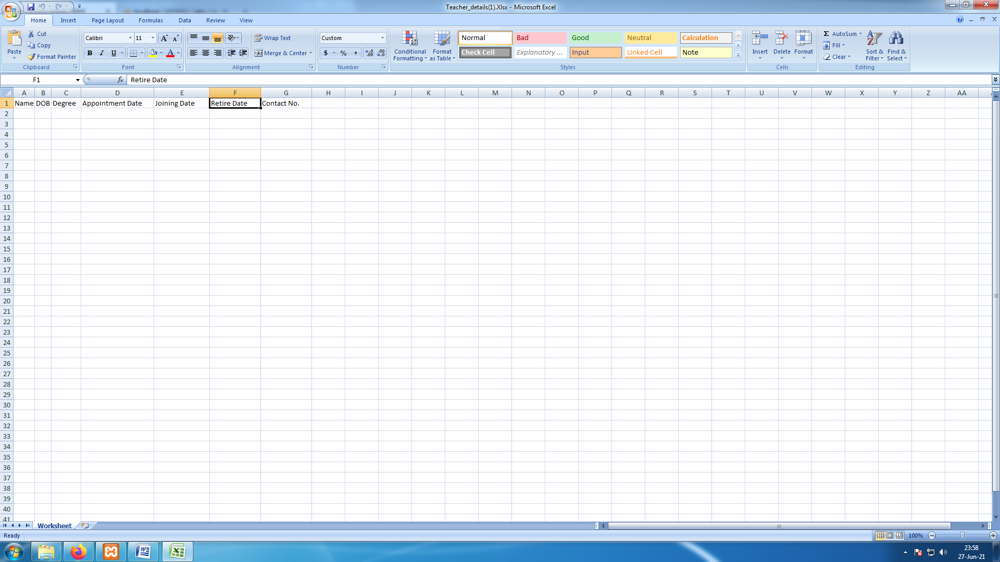 Teacher_details(1).Xlsx - Microsoft Excel
Home Insert Page Layout Formulas Data Review View
Paste Cut Copy Format Painter
Clipboard
Calibri 11
B I U A
Font
Wrap Text
Merge & Center
Alignment
Custom
$ % ,
Number
Conditional Formatting Format as Table
Normal Bad Good Neutral Calculation
Check Cell Explanatory ... Input Linked Cell Note
Styles
Insert Delete Format
Cells
Σ AutoSum
Fill
Clear
Sort & Filter Find & Select
Editing
F1 fx Retire Date
A B C D E F G H I J K L M N O P Q R S T U V W X Y Z AA
1 Name DOB Degree Appointment Date Joining Date Retire Date Contact No.
2
3
4
5
6
7
8
9
10
11
12
13
14
15
16
17
18
19
20
21
22
23
24
25
26
27
28
29
30
31
32
33
34
35
36
37
38
39
40
41
Worksheet
Ready 100%
23:58
27-Jun-21